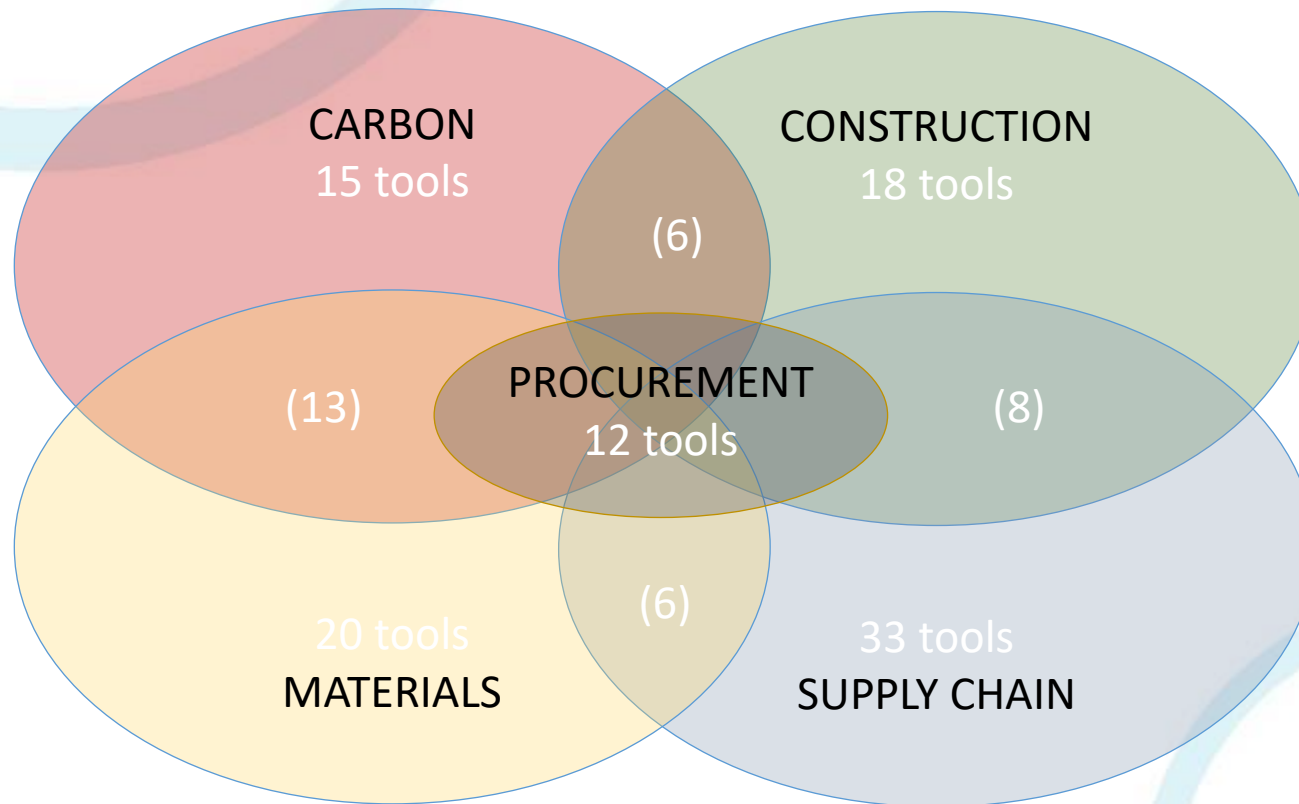 CARBON
15 tools
CONSTRUCTION
18 tools
(6)
PROCUREMENT
12 tools
(13)
(8)
(6)
20 tools
MATERIALS
33 tools
SUPPLY CHAIN